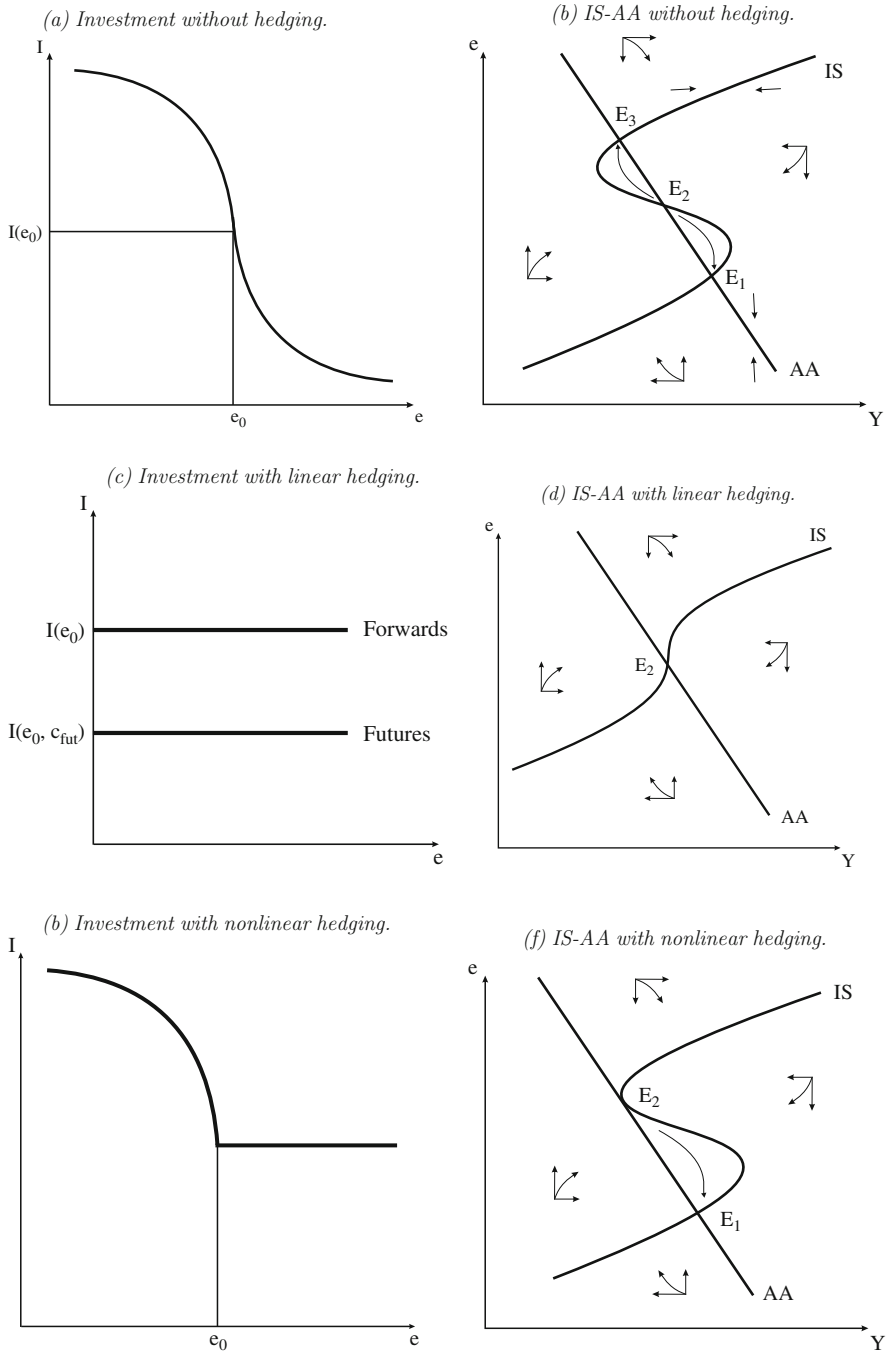 (a) Investment without hedging.
I
I(e0)
e0
e
(b) IS-AA without hedging.
e
IS
E3
E2
E1
AA
Y
(c) Investment with linear hedging.
I
I(e0)
Forwards
I(e0, cfut)
Futures
e
(d) IS-AA with linear hedging.
e
IS
E2
AA
Y
(b) Investment with nonlinear hedging.
I
e0
e
(f) IS-AA with nonlinear hedging.
e
IS
E2
E1
AA
Y